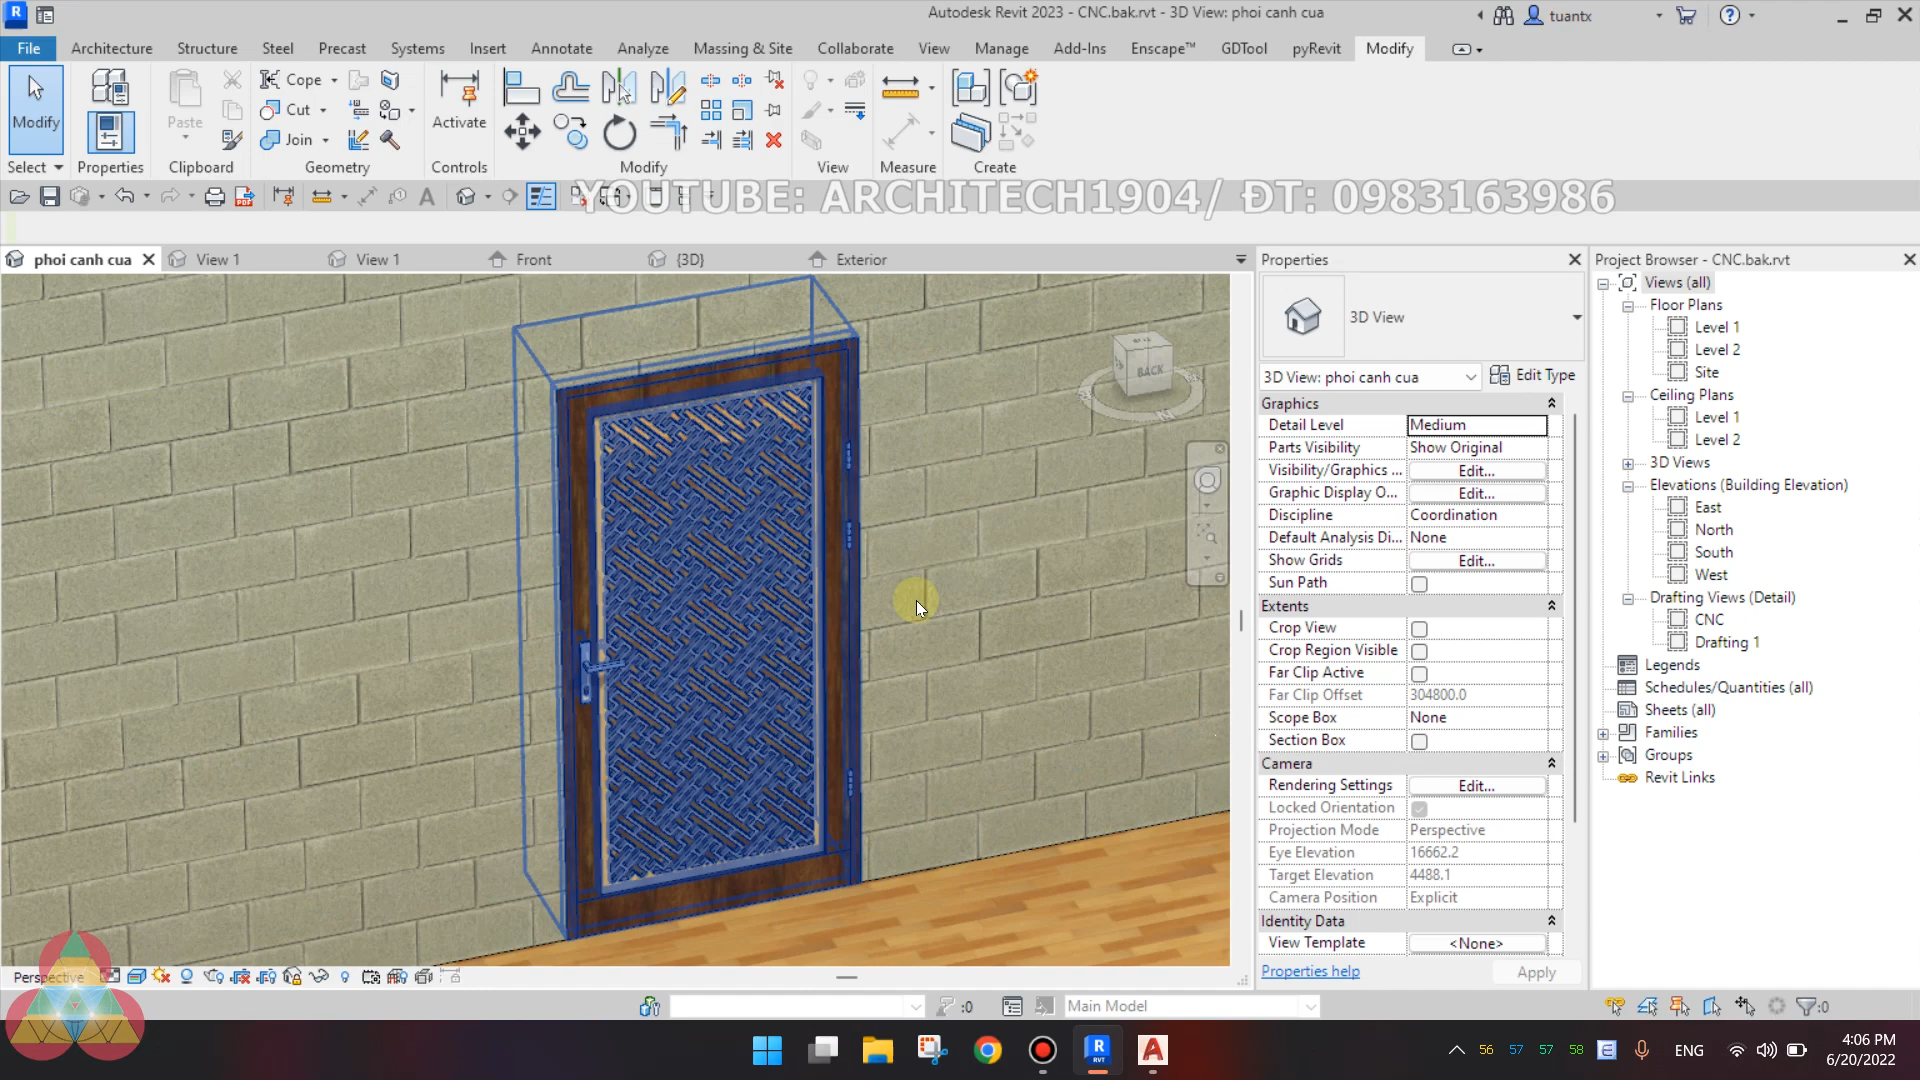 Autodesk Revit 2023 - CNC.bak.rvt - 3D View: phoi canh cua
tuantx
File Architecture Structure Steel Precast Systems Insert Annotate Analyze Massing & Site Collaborate View Manage Add-Ins Enscape™ GDTool pyRevit Modify
Modify
Paste
Cope
Cut
Join
Activate
Select Properties Clipboard Geometry Controls Modify View Measure Create
YOUTUBE: ARCHITECH1904/ ĐT: 0983163986
phoi canh cua View 1 View 1 Front {3D} Exterior
BACK
Perspective
Properties
3D View
3D View: phoi canh cua Edit Type
Graphics
Detail Level Medium
Parts Visibility Show Original
Visibility/Graphics ... Edit...
Graphic Display O... Edit...
Discipline Coordination
Default Analysis Di... None
Show Grids Edit...
Sun Path
Extents
Crop View
Crop Region Visible
Far Clip Active
Far Clip Offset 304800.0
Scope Box None
Section Box
Camera
Rendering Settings Edit...
Locked Orientation
Projection Mode Perspective
Eye Elevation 16662.2
Target Elevation 4488.1
Camera Position Explicit
Identity Data
View Template <None>
Properties help Apply
Project Browser - CNC.bak.rvt
Views (all)
Floor Plans
Level 1
Level 2
Site
Ceiling Plans
Level 1
Level 2
3D Views
Elevations (Building Elevation)
East
North
South
West
Drafting Views (Detail)
CNC
Drafting 1
Legends
Schedules/Quantities (all)
Sheets (all)
Families
Groups
Revit Links
:0 Main Model :0
56 57 57 58 ENG
4:06 PM
6/20/2022